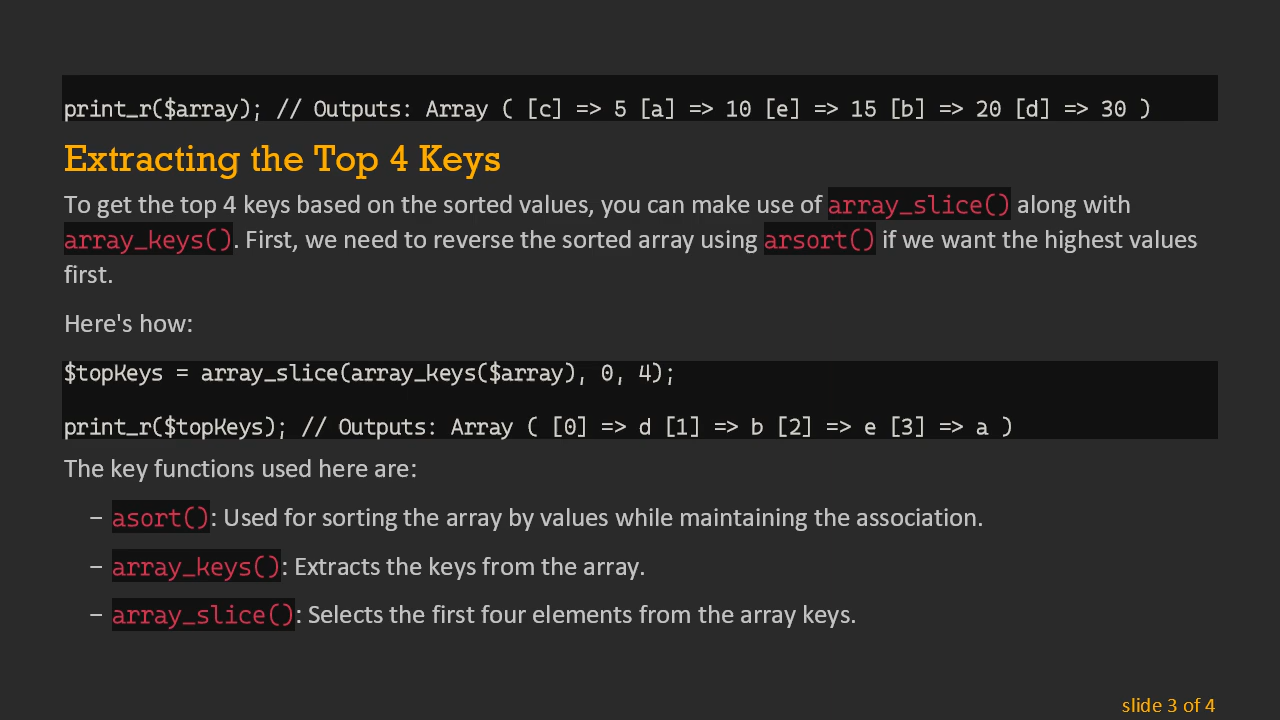 print_r($array); // Outputs: Array ( [c] => 5 [a] => 10 [e] => 15 [b] => 20 [d] => 30 )
Extracting the Top 4 Keys
To get the top 4 keys based on the sorted values, you can make use of array_slice() along with
array_keys(). First, we need to reverse the sorted array using arsort() if we want the highest values
first.
Here's how:
$topKeys = array_slice(array_keys($array), 0, 4);
print_r($topKeys); // Outputs: Array ( [0] => d [1] => b [2] => e [3] => a )
The key functions used here are:
– asort(): Used for sorting the array by values while maintaining the association.
– array_keys(): Extracts the keys from the array.
– array_slice(): Selects the first four elements from the array keys.
slide 3 of 4